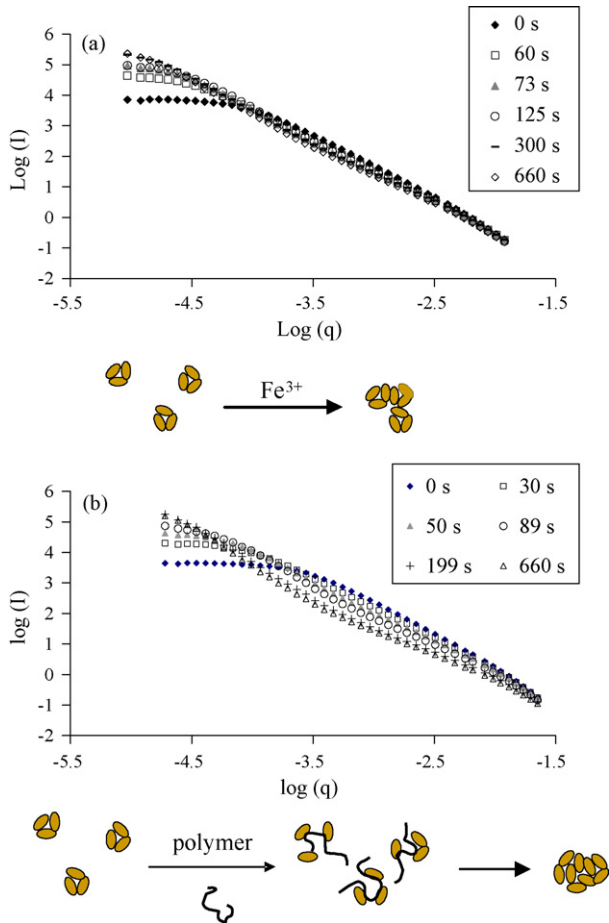 (a)
Log (I)
6
5
4
3
2
1
0
-1
-2
-5.5 -4.5 -3.5 -2.5 -1.5
Log (q)
0 s
60 s
73 s
125 s
300 s
660 s
Fe3+
(b)
log (I)
6
5
4
3
2
1
0
-1
-2
-5.5 -4.5 -3.5 -2.5 -1.5
log (q)
0 s 30 s
50 s 89 s
199 s 660 s
polymer